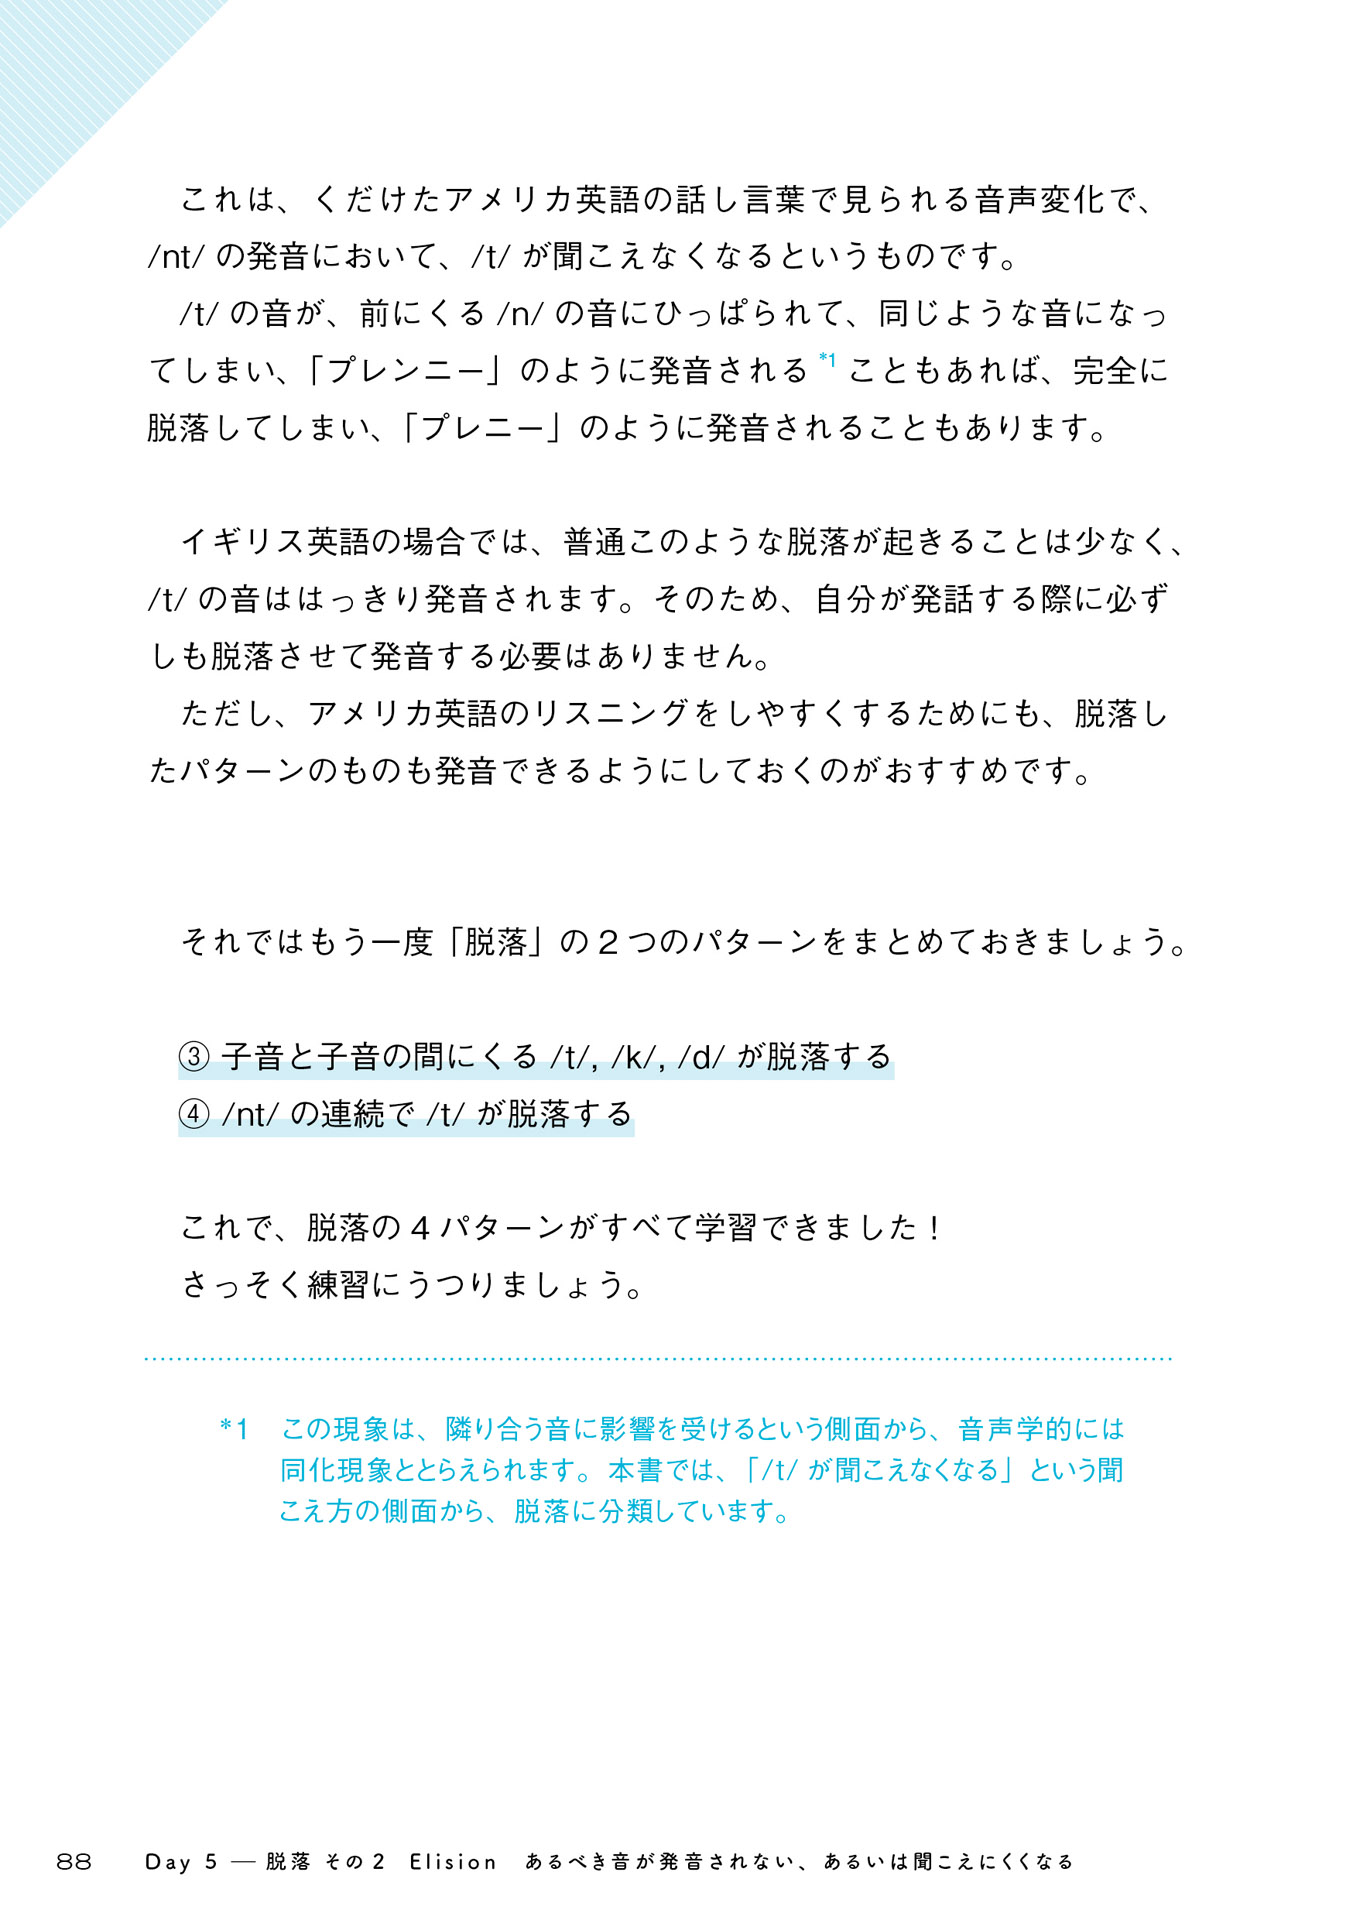 これは、くだけたアメリカ英語の話し言葉で見られる音声変化で、
/nt/ の発音において、/t/ が聞こえなくなるというものです。
/t/ の音が、前にくる /n/ の音にひっぱられて、同じような音になっ
てしまい、「プレンニー」のように発音される *1 こともあれば、完全に
脱落してしまい、「プレニー」のように発音されることもあります。
イギリス英語の場合では、普通このような脱落が起きることは少なく、
/t/ の音ははっきり発音されます。そのため、自分が発話する際に必ず
しも脱落させて発音する必要はありません。
ただし、アメリカ英語のリスニングをしやすくするためにも、脱落し
たパターンのものも発音できるようにしておくのがおすすめです。
それではもう一度「脱落」の2つのパターンをまとめておきましょう。
③ 子音と子音の間にくる /t/, /k/, /d/ が脱落する
④ /nt/ の連続で /t/ が脱落する
これで、脱落の4パターンがすべて学習できました！
さっそく練習にうつりましょう。
*1 この現象は、隣り合う音に影響を受けるという側面から、音声学的には
同化現象ととらえられます。本書では、「/t/ が聞こえなくなる」という聞
こえ方の側面から、脱落に分類しています。
88 Day 5 — 脱落 その2 Elision あるべき音が発音されない、あるいは聞こえにくくなる